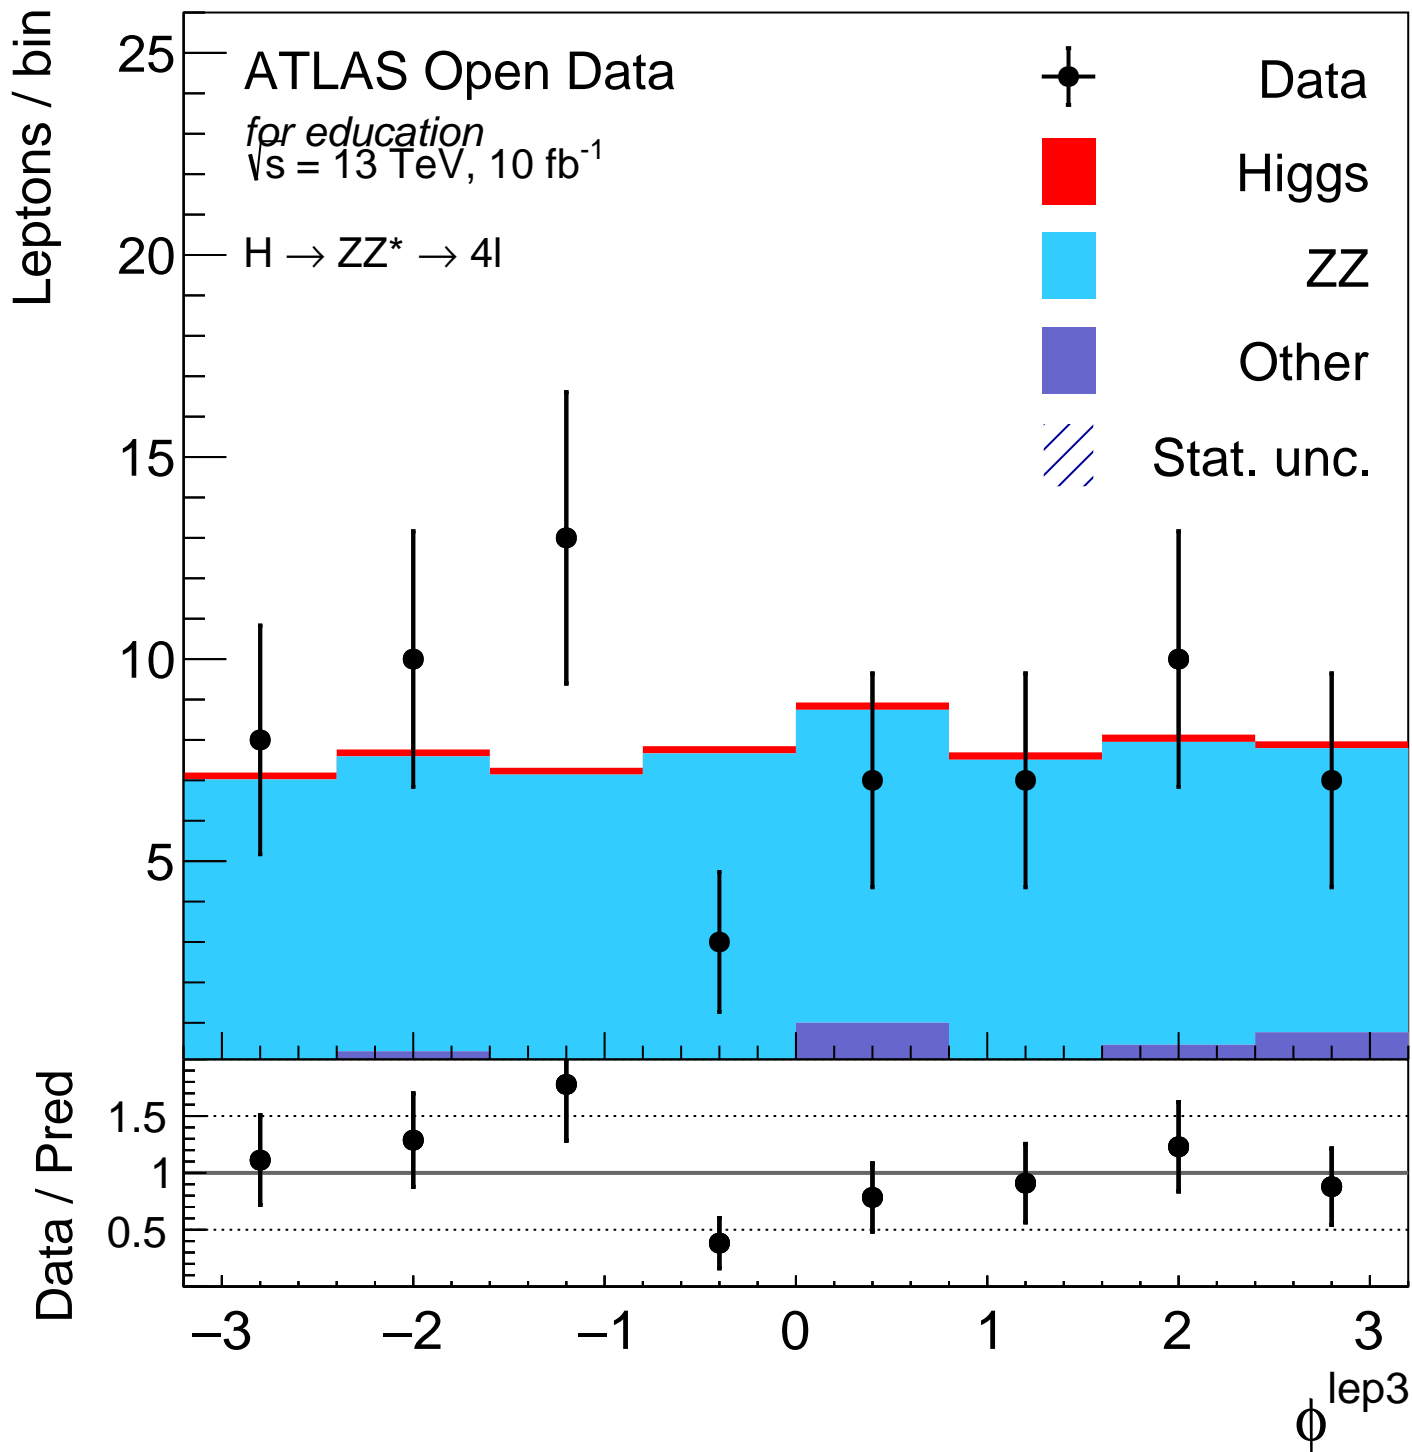 Leptons / bin
25
20
15
10
5
ATLAS Open Data
for education
√s = 13 TeV, 10 fb⁻¹
H → ZZ* → 4l
Data
Higgs
ZZ
Other
Stat. unc.
Data / Pred
1.5
1
0.5
−3 −2 −1 0 1 2 3
ϕ^lep3